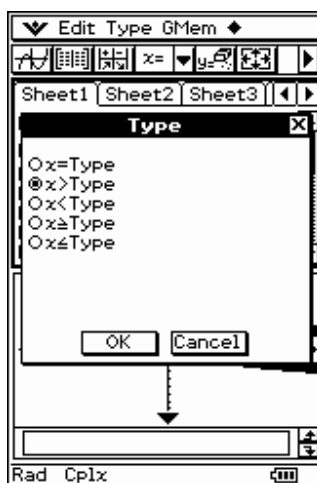 Edit Type GMem
x= y=
Sheet1 Sheet2 Sheet3
Type X
x=Type
x>Type
x<Type
x≥Type
x≤Type
OK Cancel
Rad Cplx